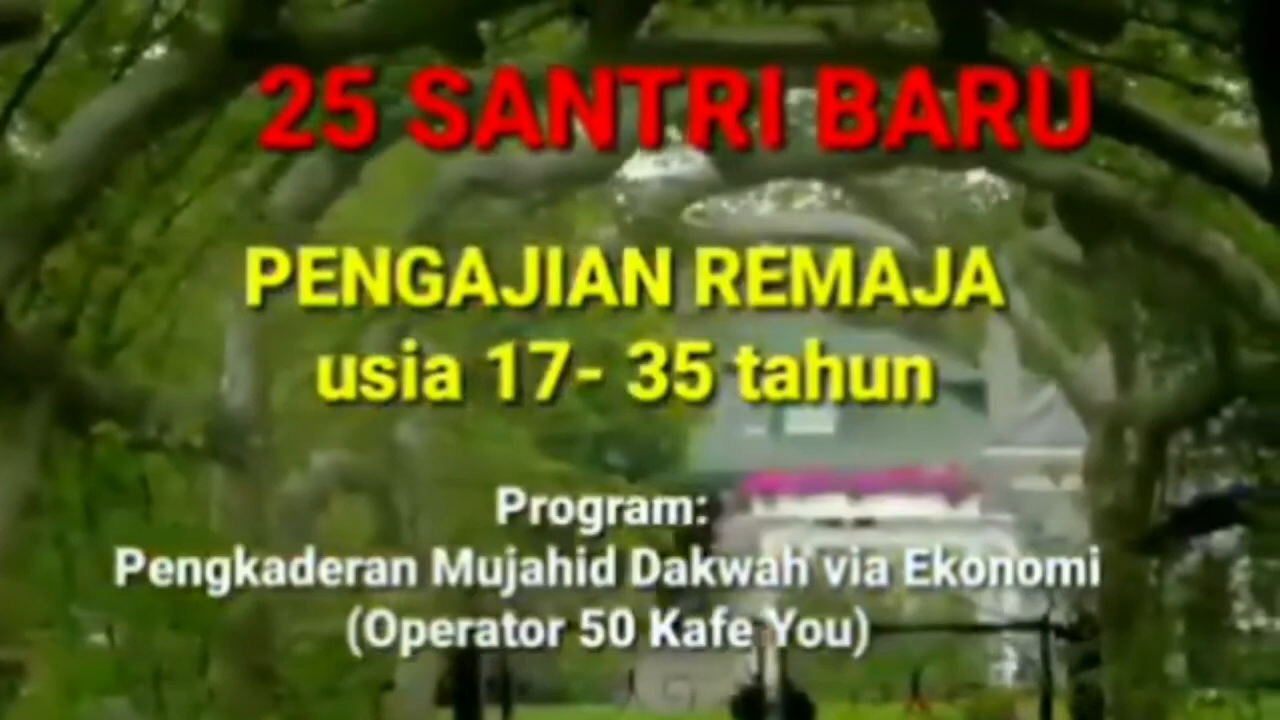 25 SANTRI BARU
PENGAJIAN REMAJA
usia 17- 35 tahun
Program:
Pengkaderan Mujahid Dakwah via Ekonomi
(Operator 50 Kafe You)